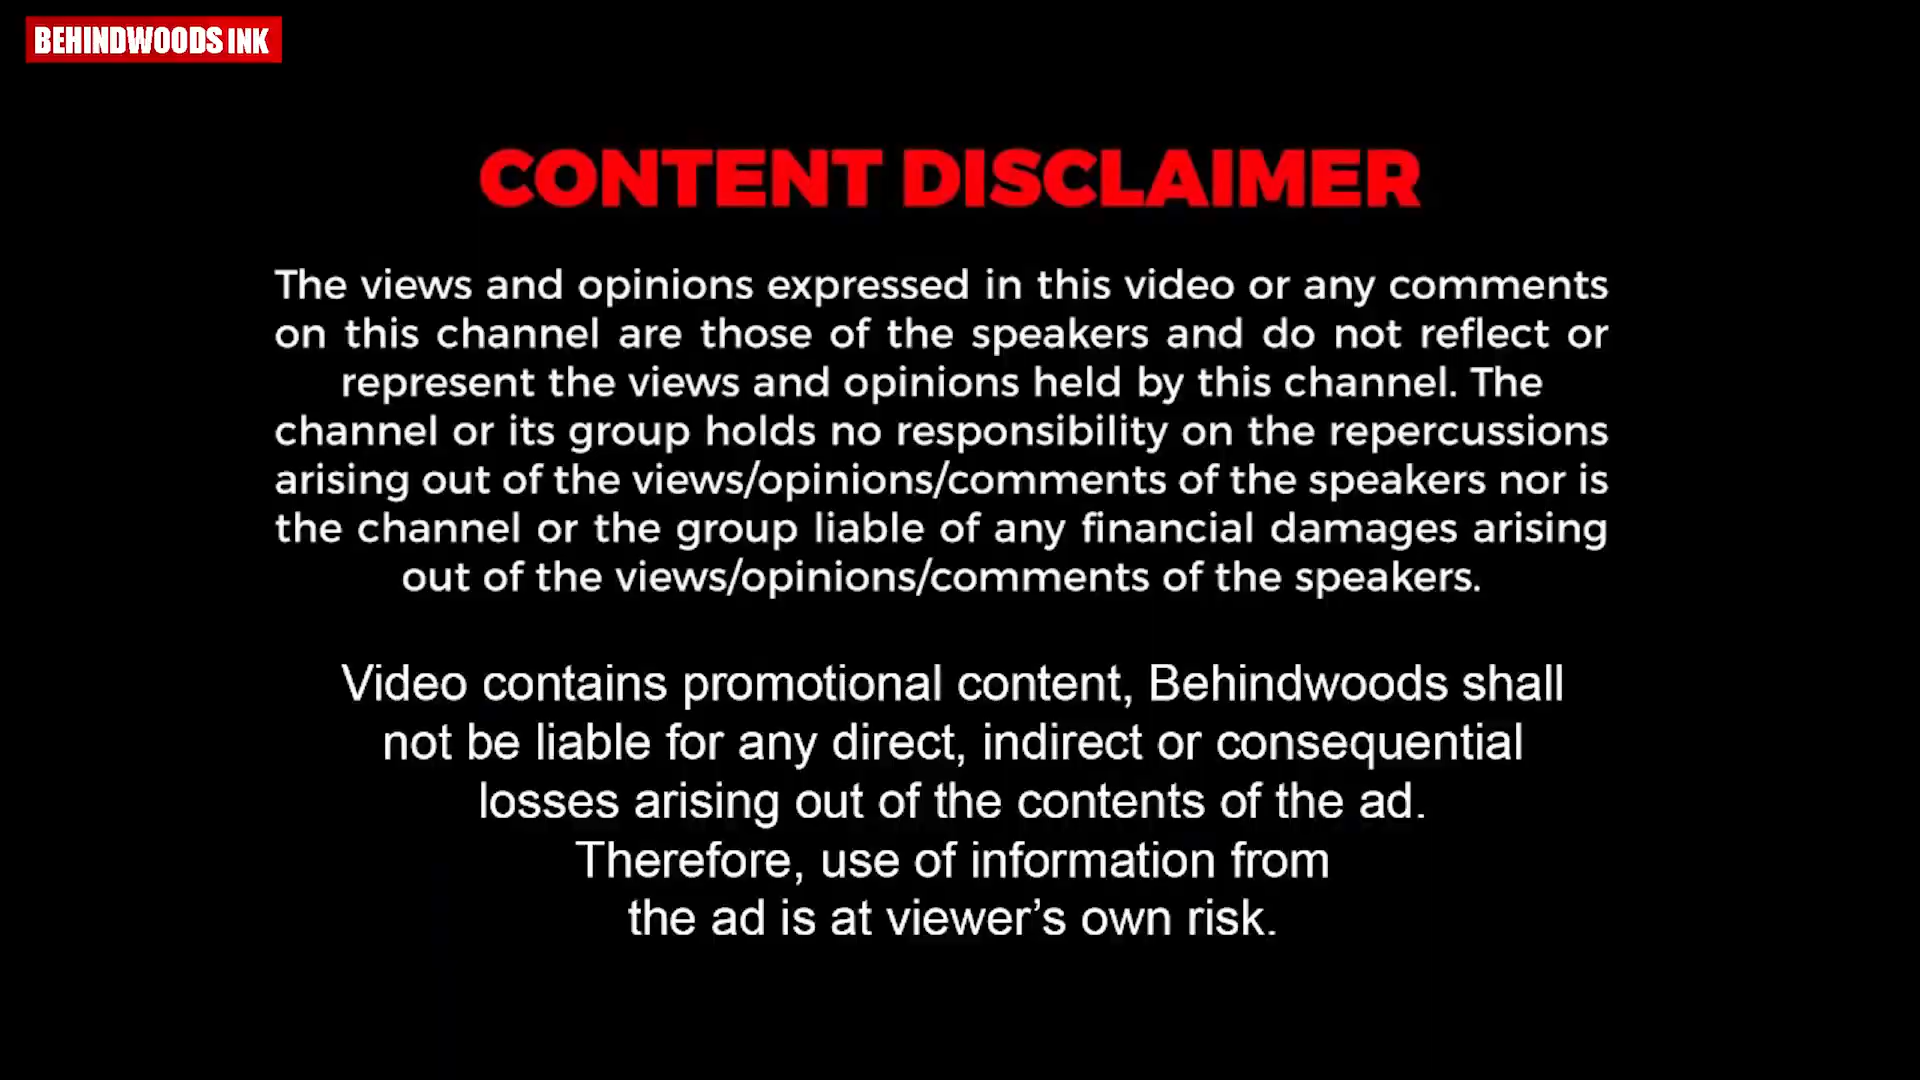 BEHINDWOODS INK
CONTENT DISCLAIMER
The views and opinions expressed in this video or any comments
on this channel are those of the speakers and do not reflect or
represent the views and opinions held by this channel. The
channel or its group holds no responsibility on the repercussions
arising out of the views/opinions/comments of the speakers nor is
the channel or the group liable of any financial damages arising
out of the views/opinions/comments of the speakers.
Video contains promotional content, Behindwoods shall
not be liable for any direct, indirect or consequential
losses arising out of the contents of the ad.
Therefore, use of information from
the ad is at viewer’s own risk.